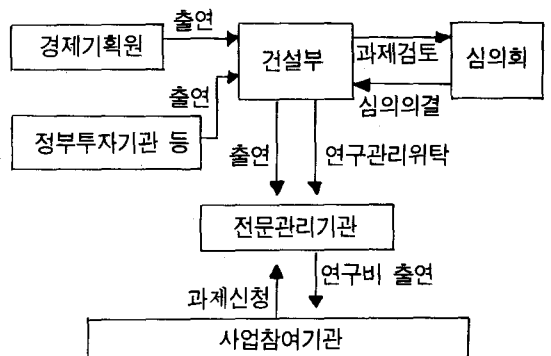 출연
경제기획원
건설부
과제검토
심의회
출연
심의의결
정부투자기관 등
출연
연구관리위탁
전문관리기관
연구비 출연
과제신청
사업참여기관